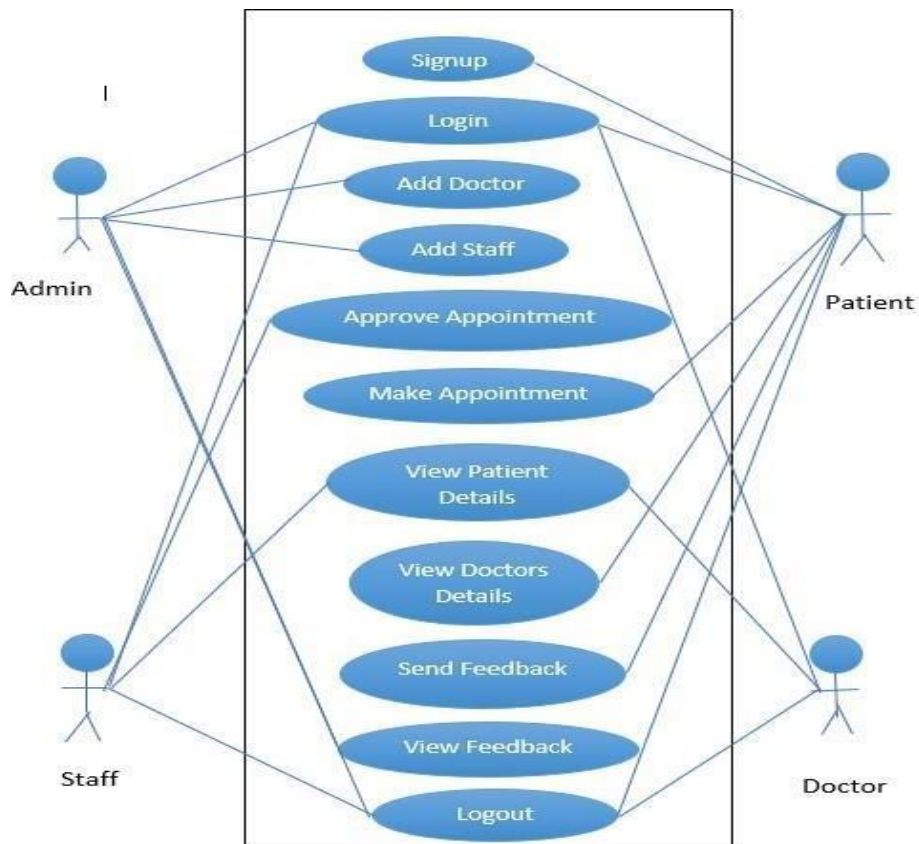 Signup
Login
Add Doctor
Add Staff
Admin
Patient
Approve Appointment
Make Appointment
View Patient
Details
View Doctors
Details
Send Feedback
View Feedback
Staff
Doctor
Logout